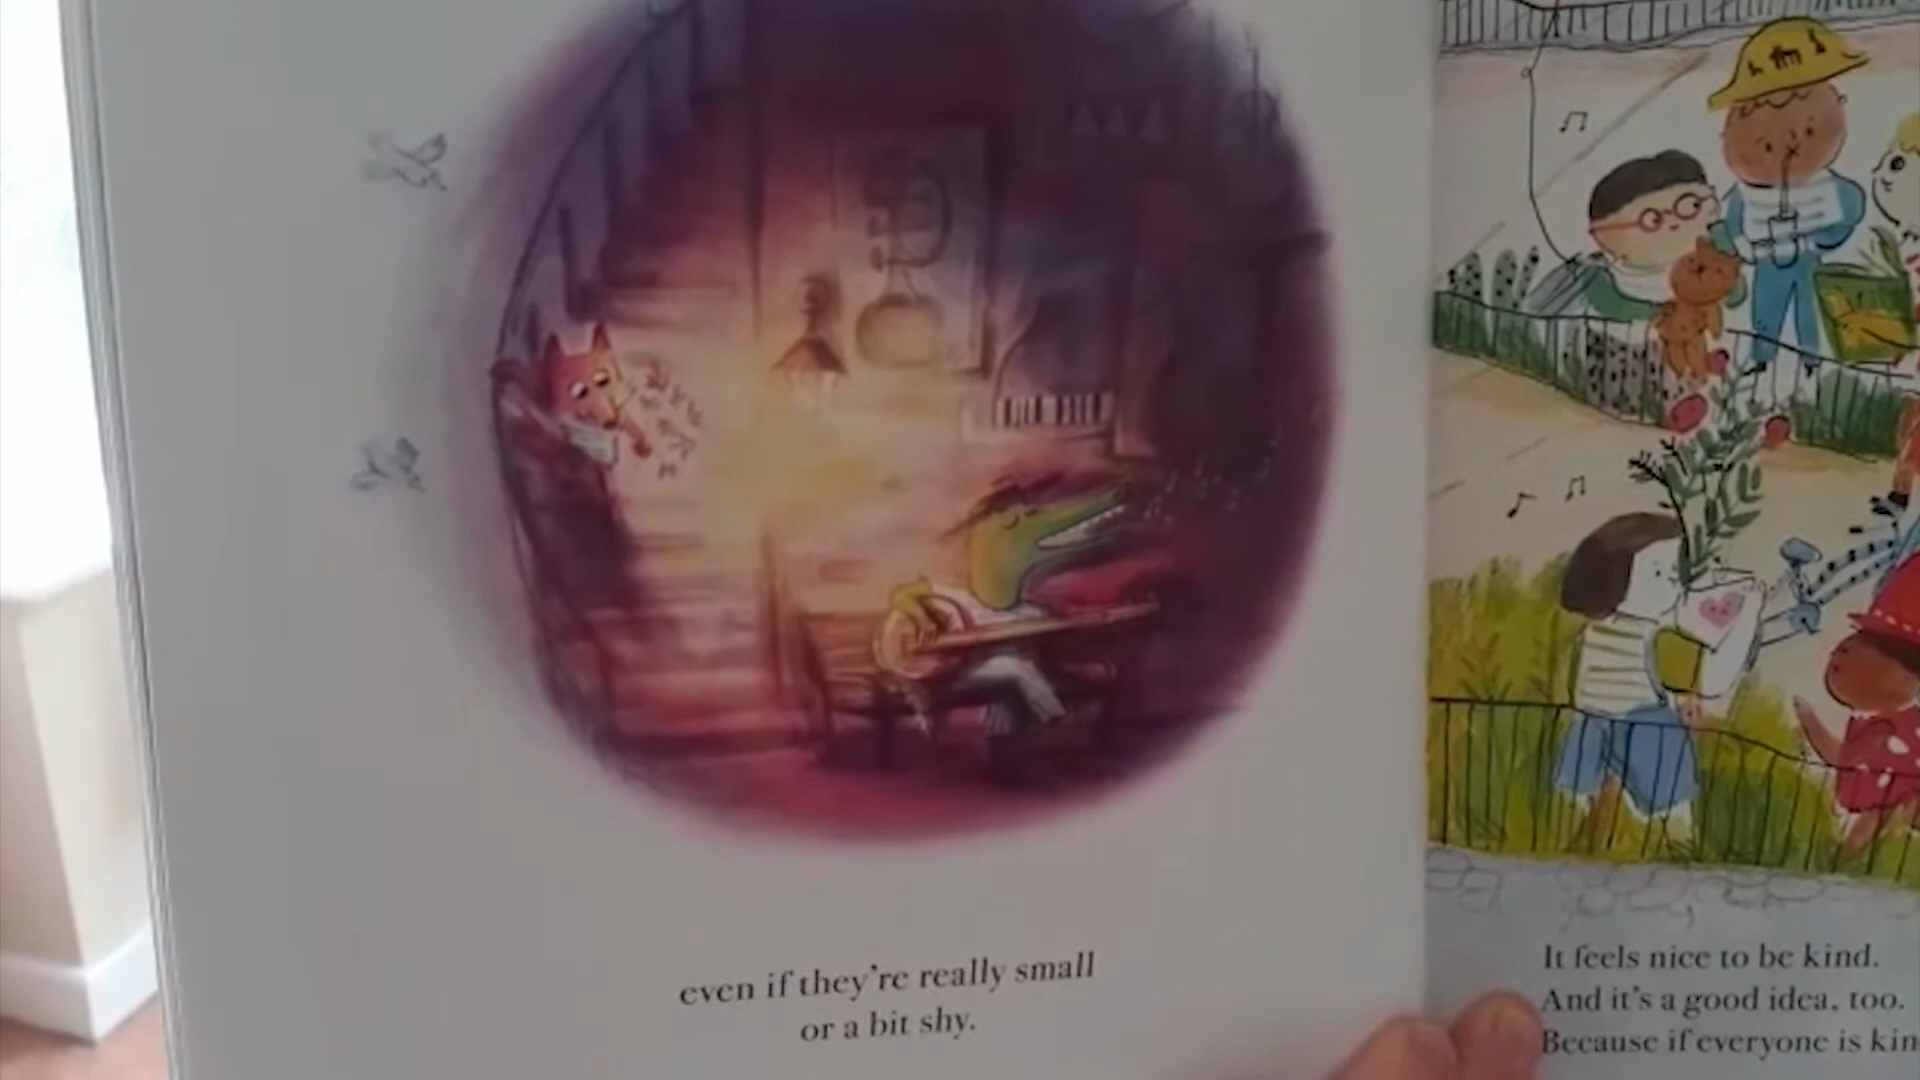 even if they're really small
or a bit shy.
It feels nice to be kind.
And it's a good idea, too.
Because if everyone is kin